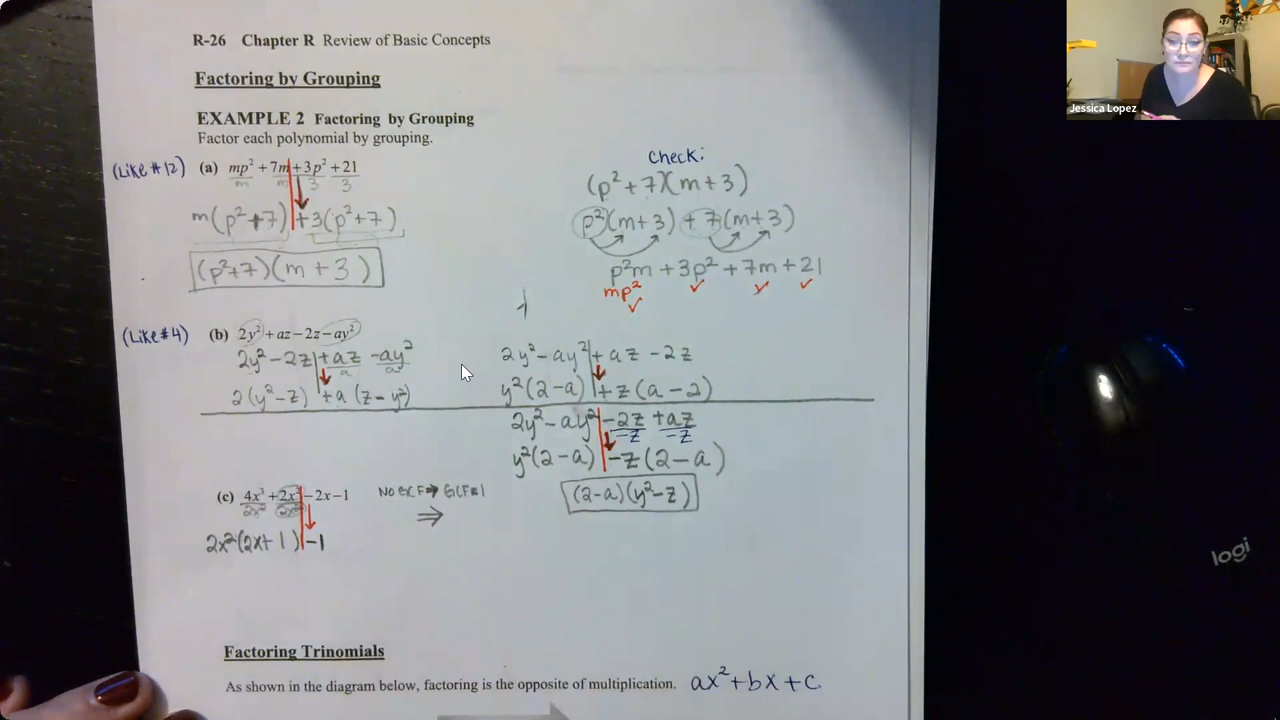 R-26 Chapter R Review of Basic Concepts
Jessica Lopez
Factoring by Grouping
EXAMPLE 2 Factoring by Grouping
Factor each polynomial by grouping.
(Like #12) (a) mp² + 7m + 3p² + 21
m m 3 3
m(p² + 7) + 3(p² + 7)
(p²+7)(m + 3)
Check:
(p² + 7)(m + 3)
p²(m + 3) + 7(m + 3)
p²m + 3p² + 7m + 21
mp²
(Like #4) (b) 2y² + az − 2z − ay²
2y² − 2z + az − ay²
a a
2(y² − z) + a(z − y²)
2y² − ay² + az − 2z
y²(2 − a) + z(a − 2)
2y² − ay² − 2z + az
−z −z
y²(2 − a) − z(2 − a)
(2−a)(y²−z)
(c) 4x³ + 2x² − 2x − 1
2x² 2x²
No GCF ⇒ GCF=1
⇒
2x²(2x + 1) − 1
logi
Factoring Trinomials
As shown in the diagram below, factoring is the opposite of multiplication. ax² + bx + c